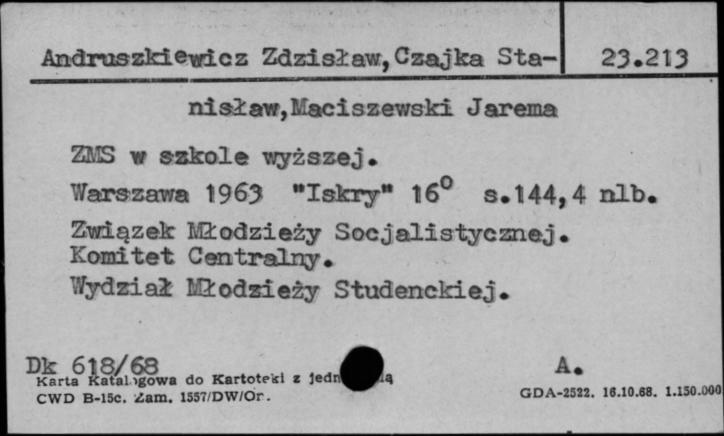 Andruszkiewicz Zdzisław,Czajka Sta- 23.213
nisław,Maciszewski Jarema
ZMS w szkole wyższej.
Warszawa 1963 "Iskry" 16° s.144,4 nlb.
Związek Młodzieży Socjalistycznej.
Komitet Centralny.
Wydział Młodzieży Studenckiej.
Dk 618/68 A.
Karta Katalogowa do Kartoteki z
CWD B-15c. Zam. 1557/DW/Or. GDA-2522. 16.10.68. 1.150.000